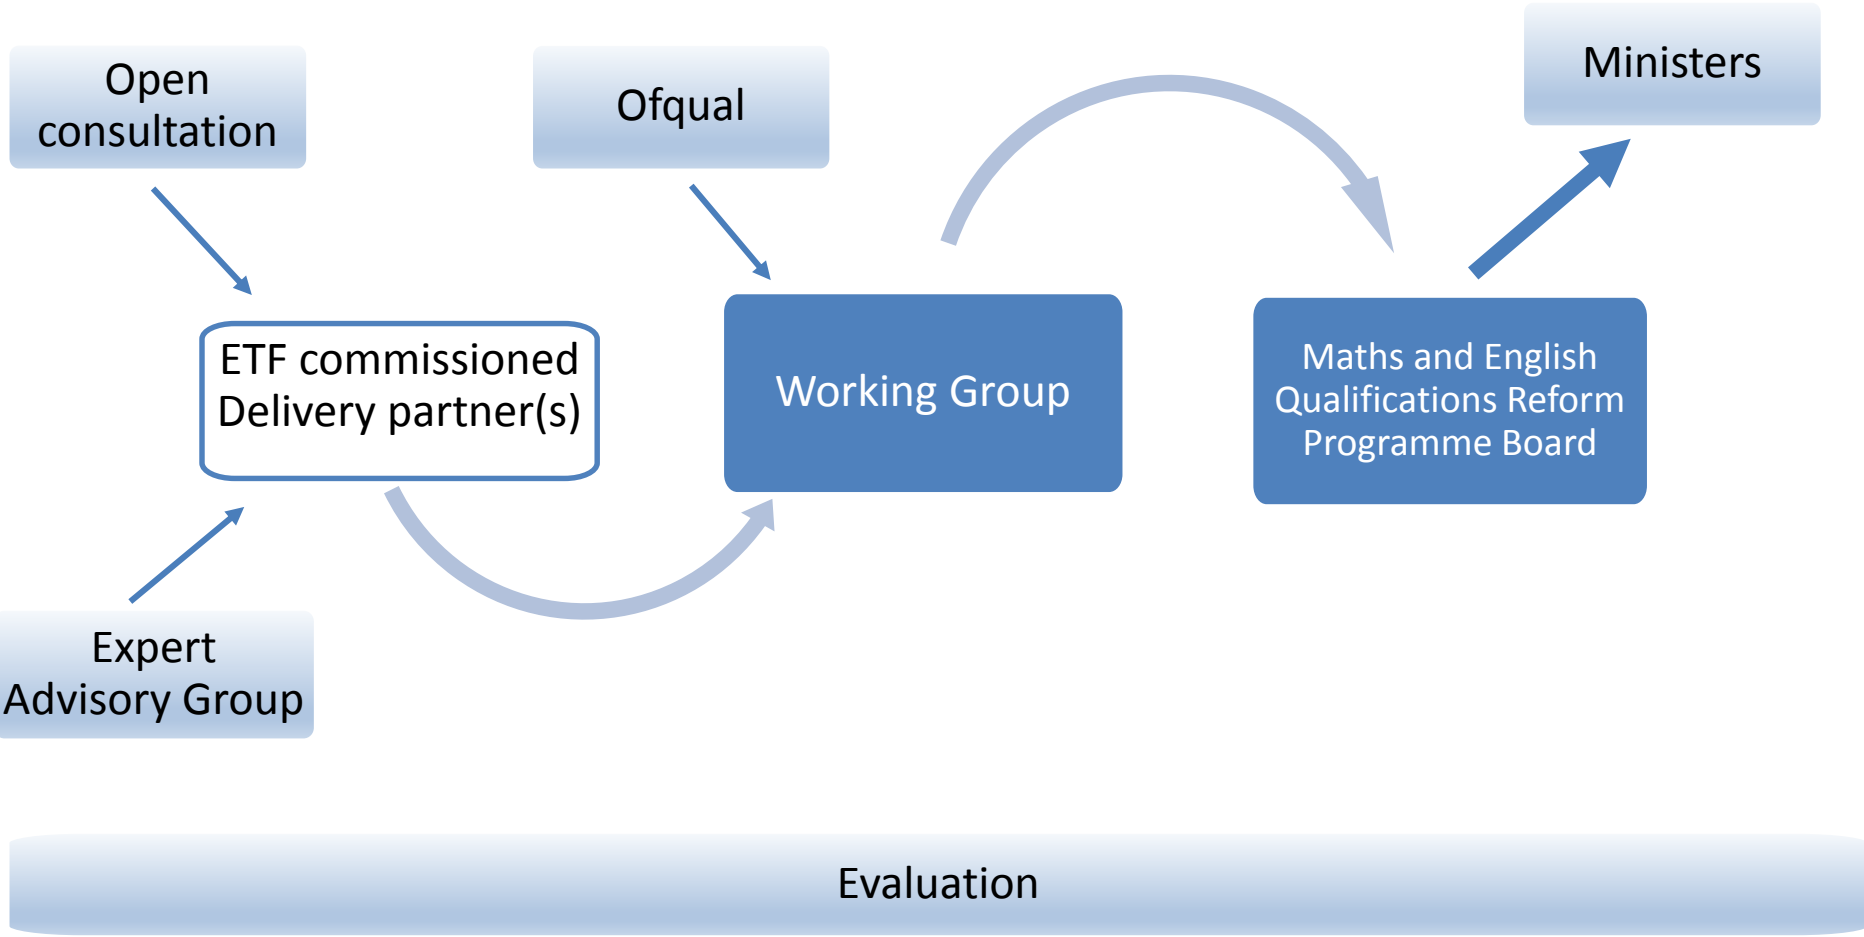 Open
consultation
Ofqual
Ministers
ETF commissioned
Delivery partner(s)
Working Group
Maths and English
Qualifications Reform
Programme Board
Expert
Advisory Group
Evaluation